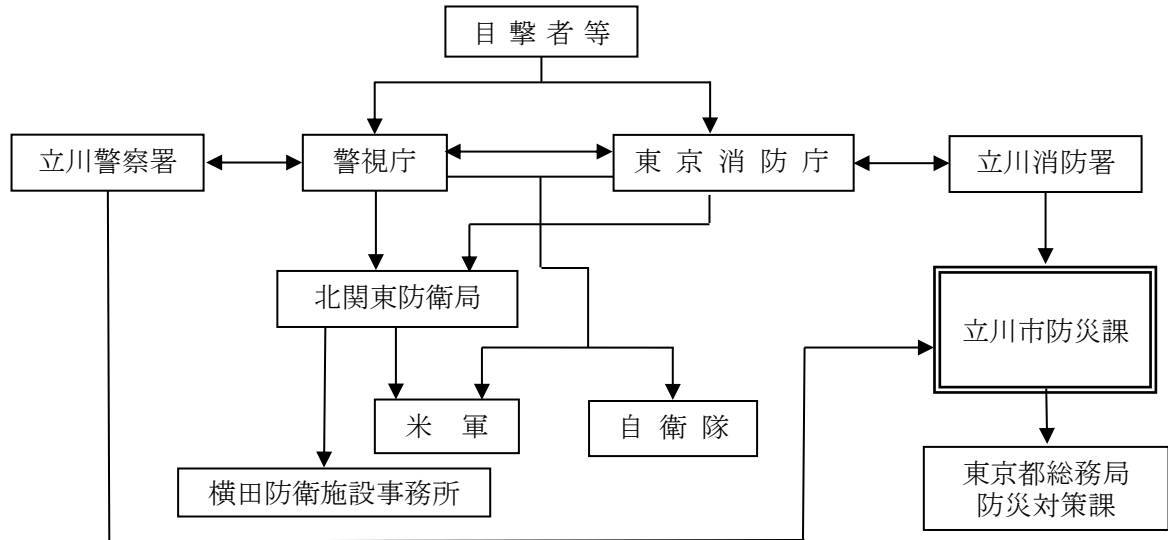 目撃者等
立川警察署
警視庁
東京消防庁
立川消防署
北関東防衛局
立川市防災課
米軍
自衛隊
横田防衛施設事務所
東京都総務局
防災対策課